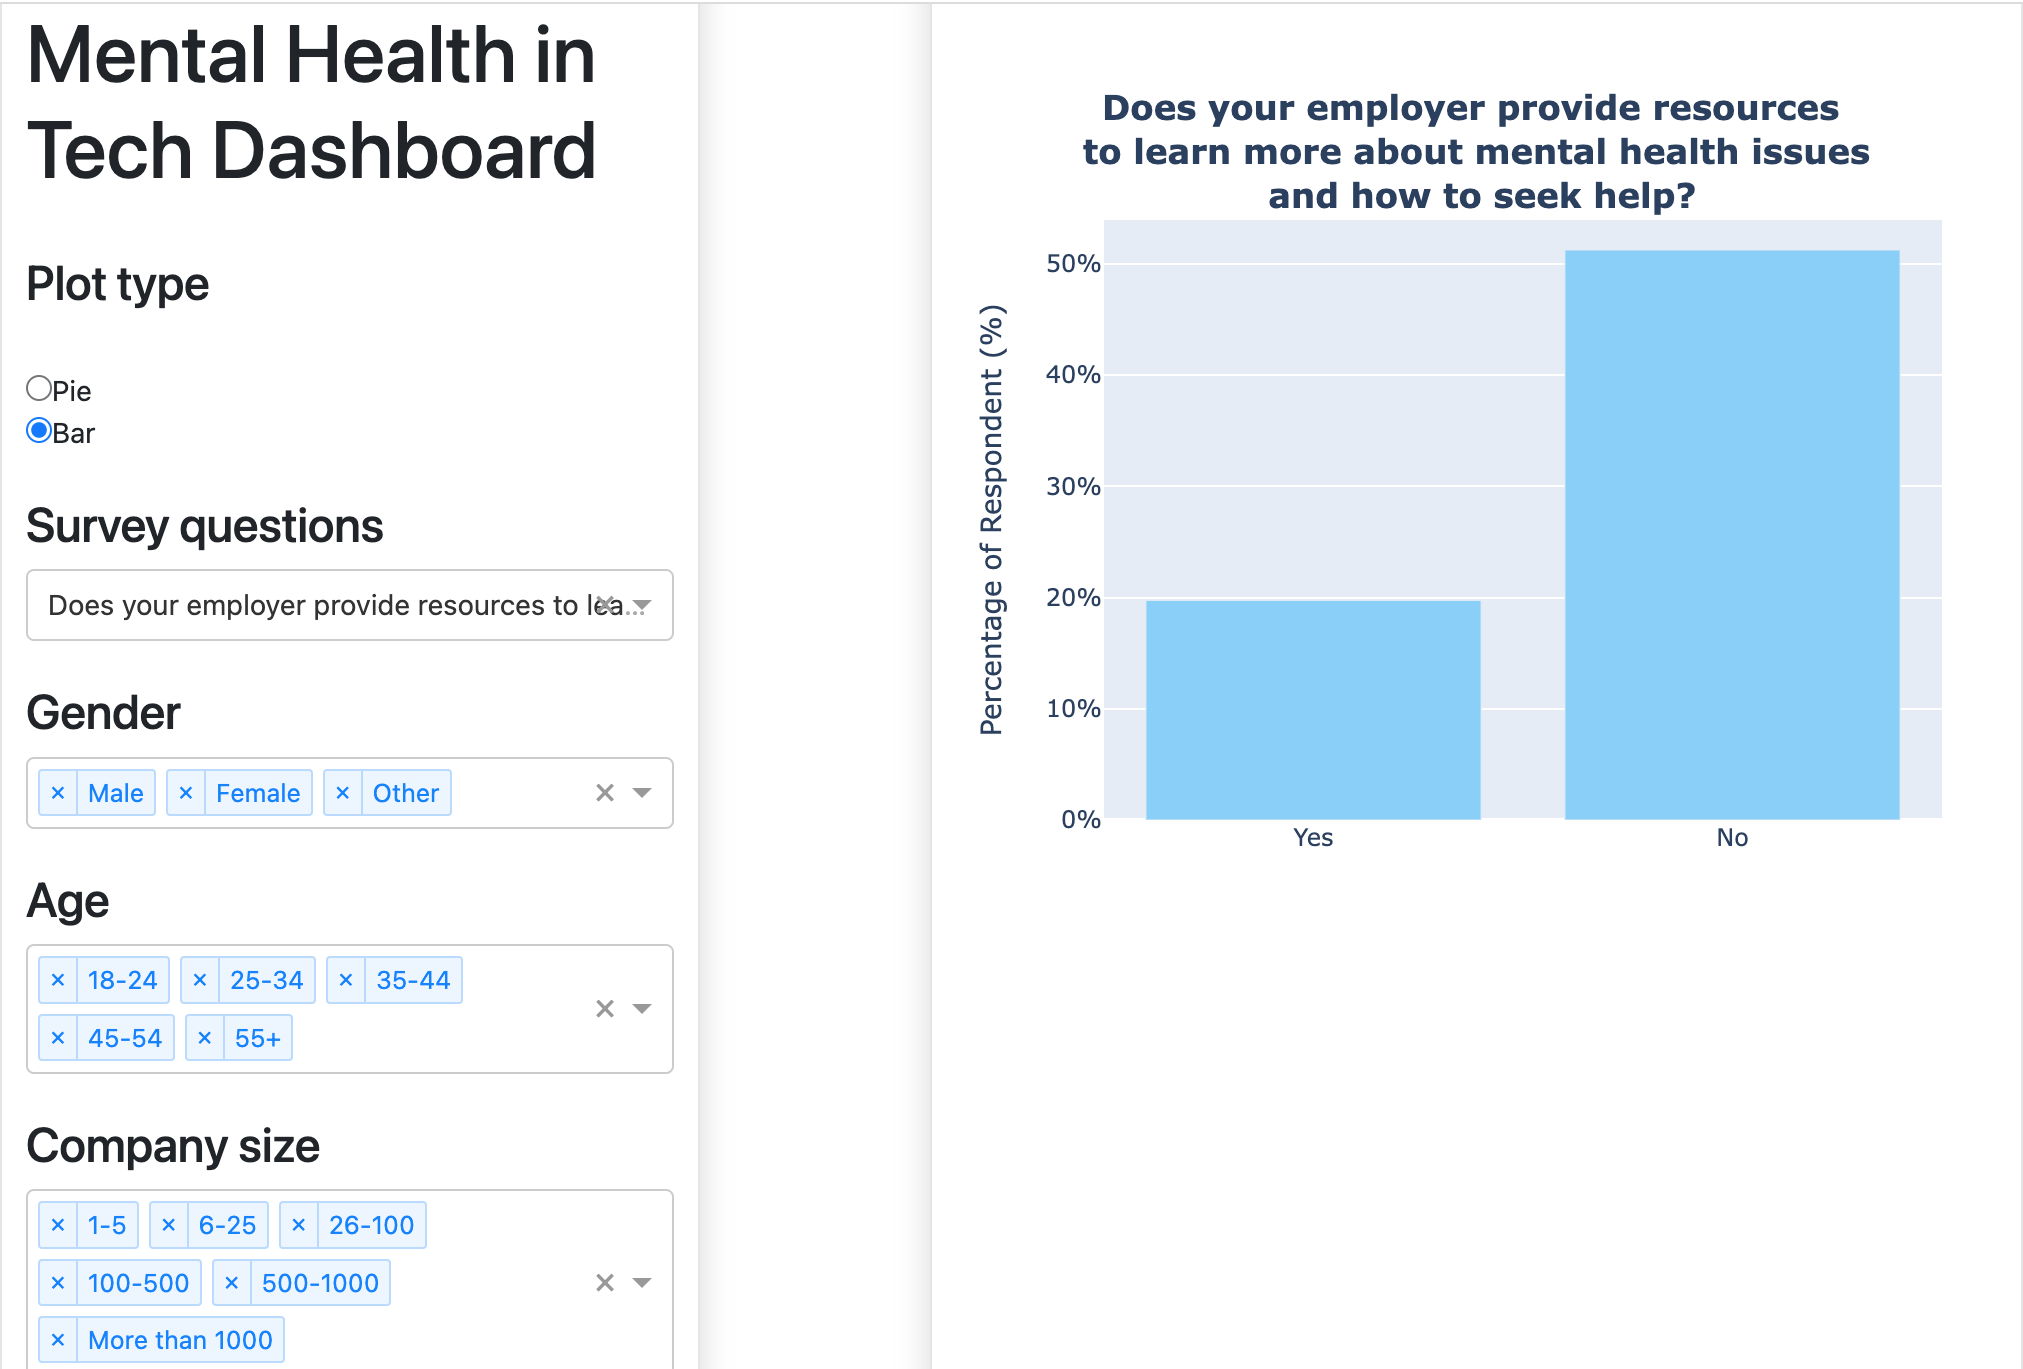 Mental Health in
Tech Dashboard
Plot type
Pie
Bar
Survey questions
Does your employer provide resources to lea...
Gender
× Male × Female × Other
Age
× 18-24 × 25-34 × 35-44
× 45-54 × 55+
Company size
× 1-5 × 6-25 × 26-100
× 100-500 × 500-1000
× More than 1000
Does your employer provide resources
to learn more about mental health issues
and how to seek help?
Percentage of Respondent (%)
50%
40%
30%
20%
10%
0%
Yes No